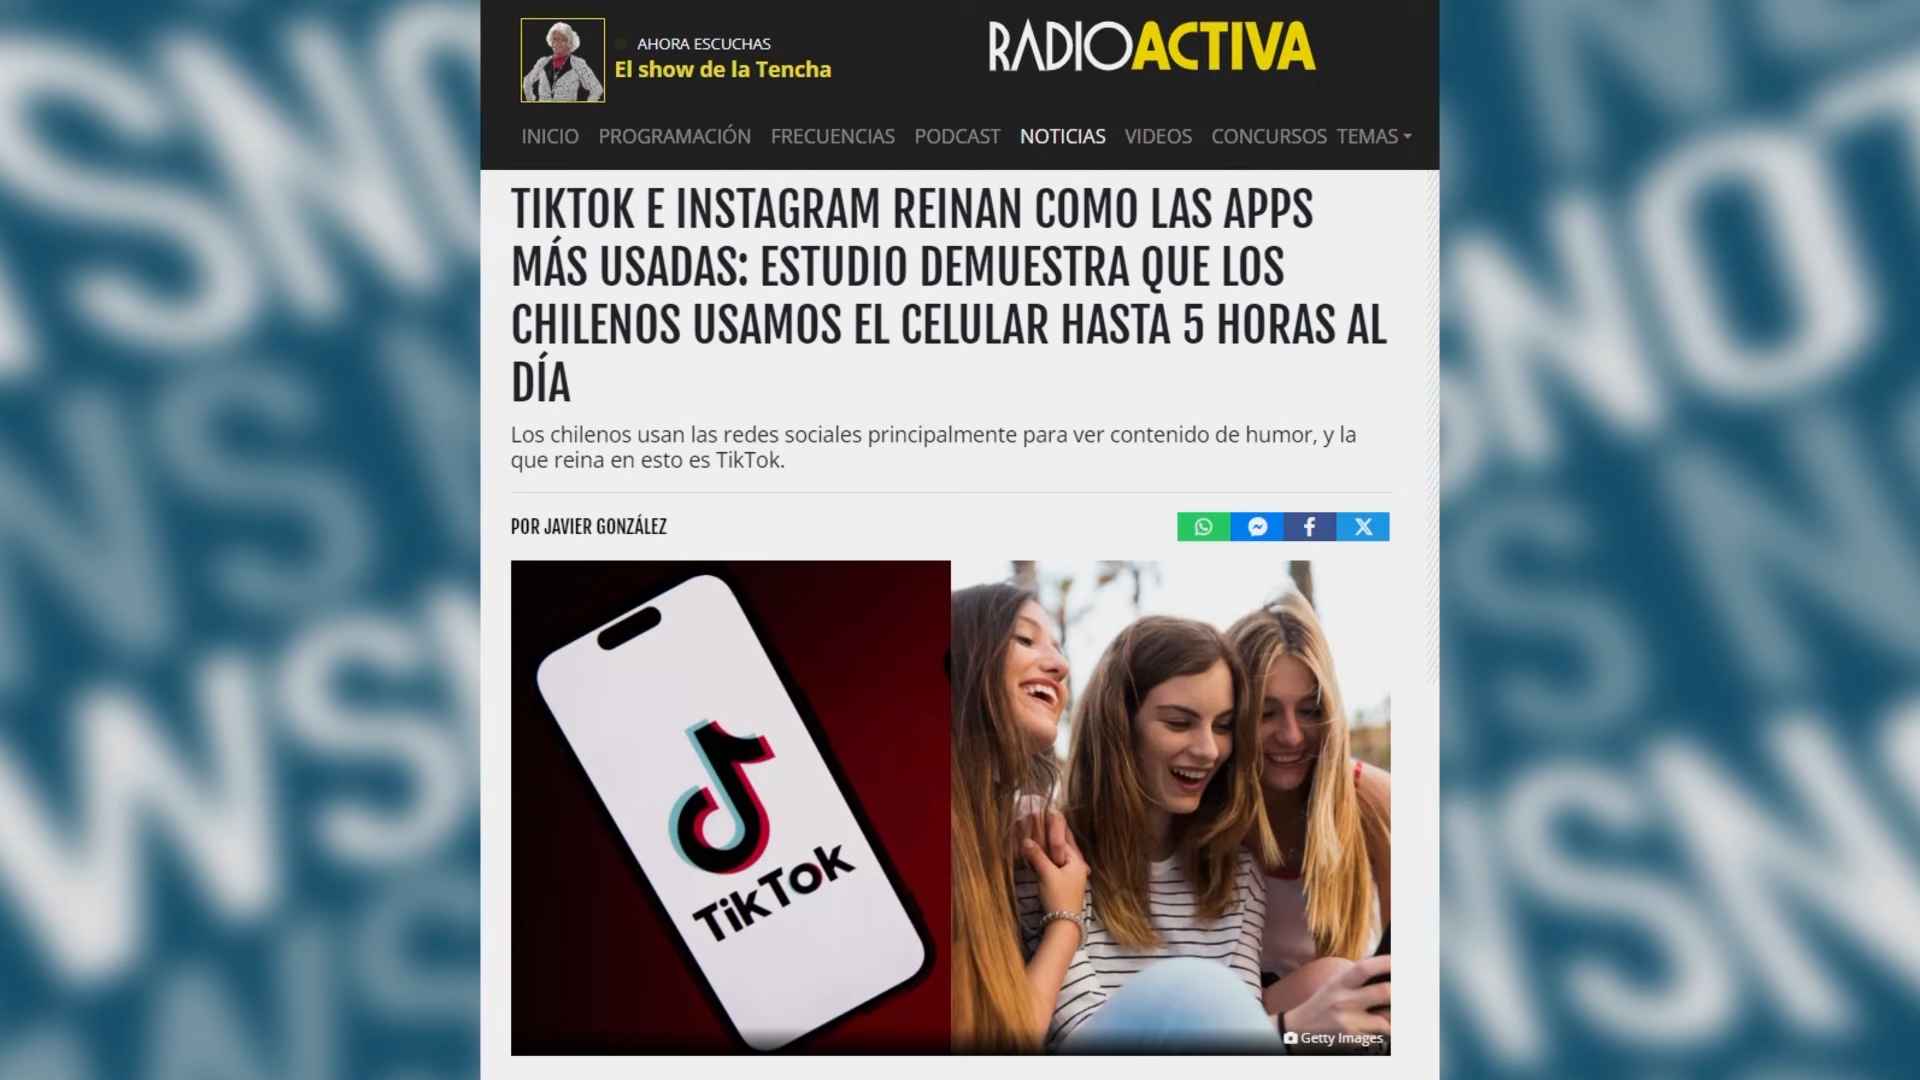 AHORA ESCUCHAS
El show de la Tencha
RADIOACTIVA
INICIO PROGRAMACIÓN FRECUENCIAS PODCAST NOTICIAS VIDEOS CONCURSOS TEMAS
TIKTOK E INSTAGRAM REINAN COMO LAS APPS
MÁS USADAS: ESTUDIO DEMUESTRA QUE LOS
CHILENOS USAMOS EL CELULAR HASTA 5 HORAS AL
DÍA
Los chilenos usan las redes sociales principalmente para ver contenido de humor, y la
que reina en esto es TikTok.
POR JAVIER GONZÁLEZ
TikTok
Getty Images